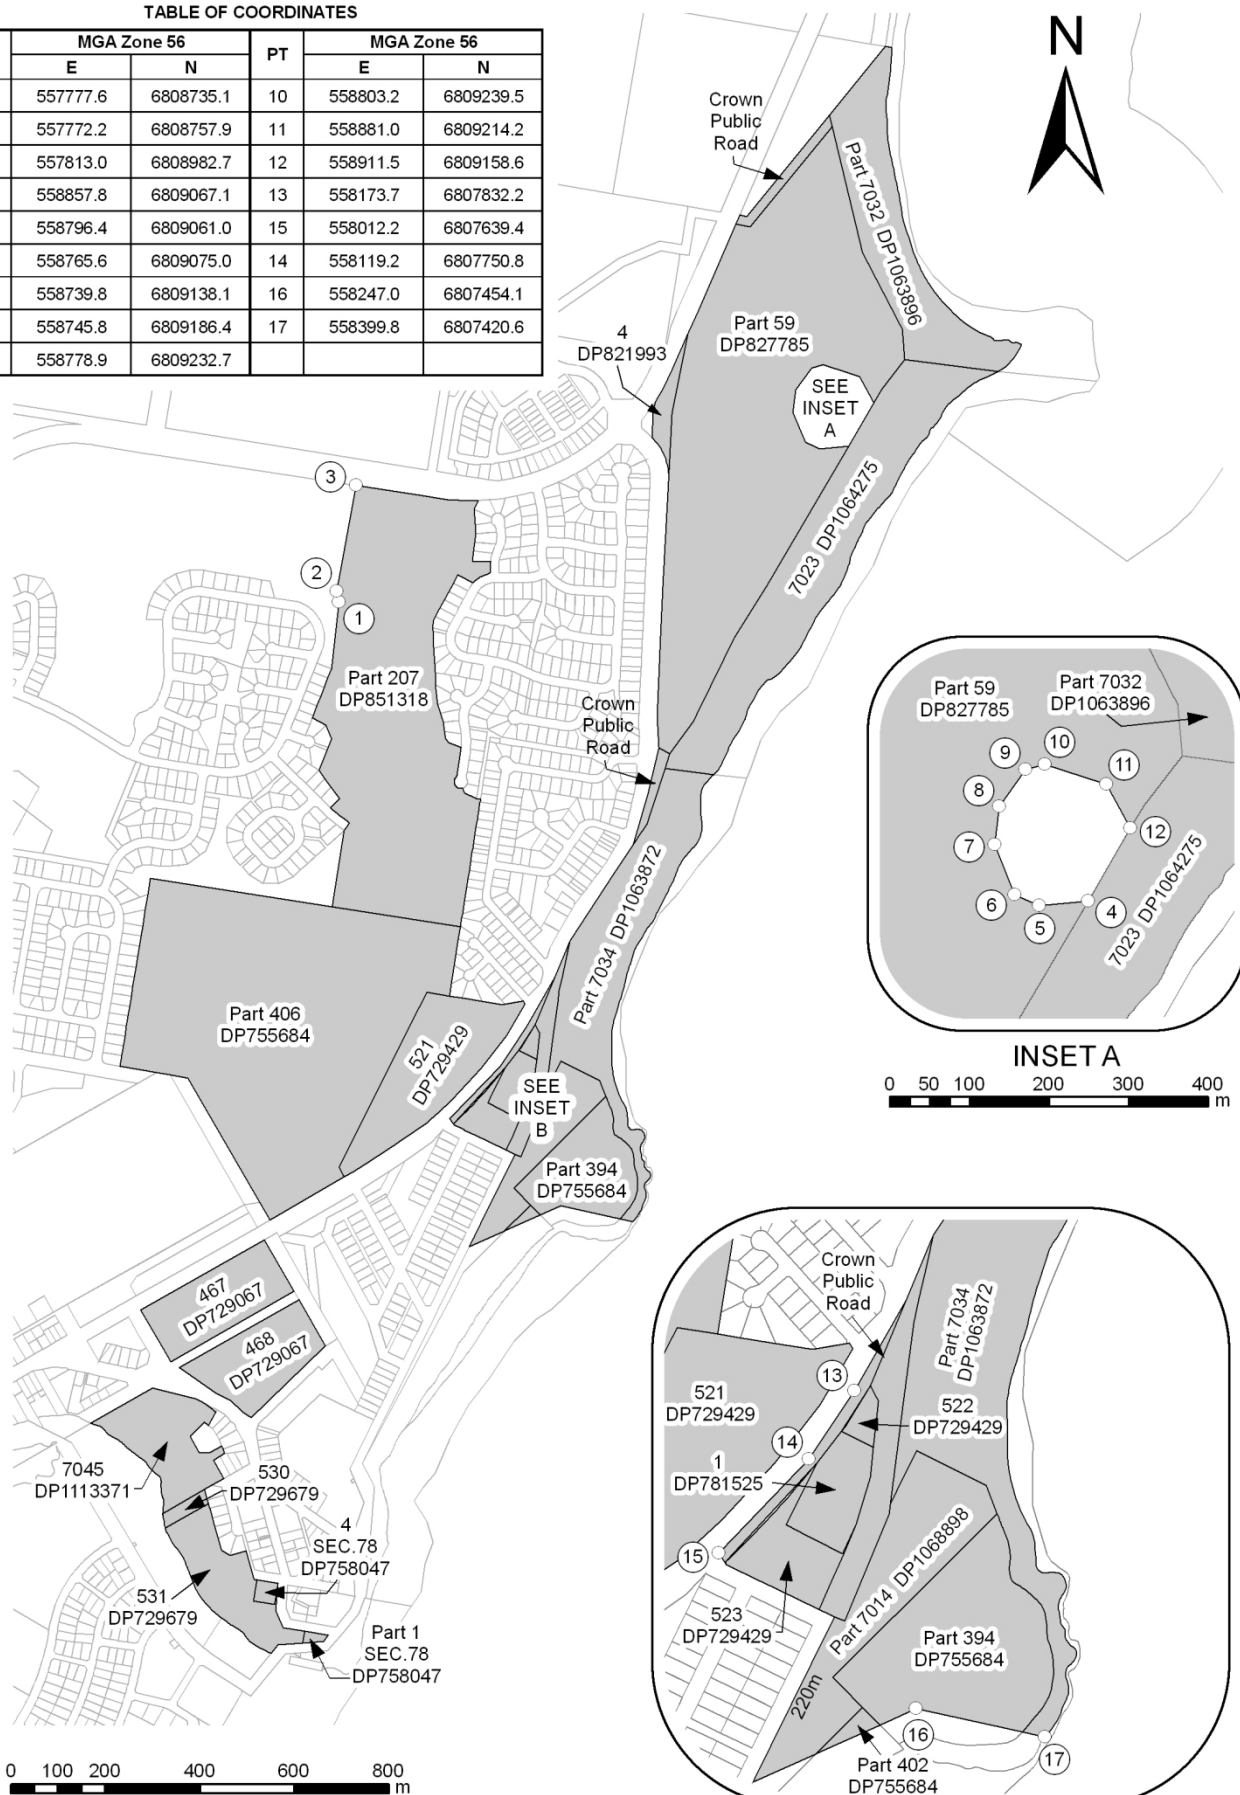 TABLE OF COORDINATES
MGA Zone 56 PT MGA Zone 56
E N E N
557777.6 6808735.1 10 558803.2 6809239.5
557772.2 6808757.9 11 558881.0 6809214.2
557813.0 6808982.7 12 558911.5 6809158.6
558857.8 6809067.1 13 558173.7 6807832.2
558796.4 6809061.0 15 558012.2 6807639.4
558765.6 6809075.0 14 558119.2 6807750.8
558739.8 6809138.1 16 558247.0 6807454.1
558745.8 6809186.4 17 558399.8 6807420.6
558778.9 6809232.7
N
Crown
Public
Road
Part 7032 DP1063896
Part 59
DP827785
4
DP821993
SEE
INSET
A
7023 DP1064275
3
2
1
Part 207
DP851318
Crown
Public
Road
Part 7034 DP1063872
Part 406
DP755684
521
DP729429
SEE
INSET
B
Part 394
DP755684
467
DP729067
468
DP729067
7045
DP1113371
530
DP729679
4
SEC.78
DP758047
531
DP729679
Part 1
SEC.78
DP758047
0 50 100 200 300 400
m
INSET A
Part 59
DP827785
Part 7032
DP1063896
9
10
11
8
12
7
6
5
4
7023 DP1064275
Crown
Public
Road
Part 7034
DP1063872
13
521
DP729429
522
DP729429
14
1
DP781525
15
523
DP729429
Part 7014 DP1068898
Part 394
DP755684
220m
16
17
Part 402
DP755684
0 100 200 400 600 800
m